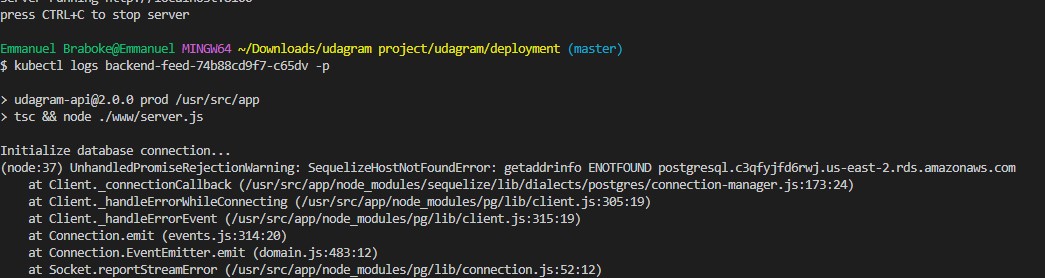 server running http://localhost:8100
press CTRL+C to stop server
Emmanuel Braboke@Emmanuel MINGW64 ~/Downloads/udagram project/udagram/deployment (master)
$ kubectl logs backend-feed-74b88cd9f7-c65dv -p
> udagram-api@2.0.0 prod /usr/src/app
> tsc && node ./www/server.js
Initialize database connection...
(node:37) UnhandledPromiseRejectionWarning: SequelizeHostNotFoundError: getaddrinfo ENOTFOUND postgresql.c3qfyjfd6rwj.us-east-2.rds.amazonaws.com
at Client._connectionCallback (/usr/src/app/node_modules/sequelize/lib/dialects/postgres/connection-manager.js:173:24)
at Client._handleErrorWhileConnecting (/usr/src/app/node_modules/pg/lib/client.js:305:19)
at Client._handleErrorEvent (/usr/src/app/node_modules/pg/lib/client.js:315:19)
at Connection.emit (events.js:314:20)
at Connection.EventEmitter.emit (domain.js:483:12)
at Socket.reportStreamError (/usr/src/app/node_modules/pg/lib/connection.js:52:12)